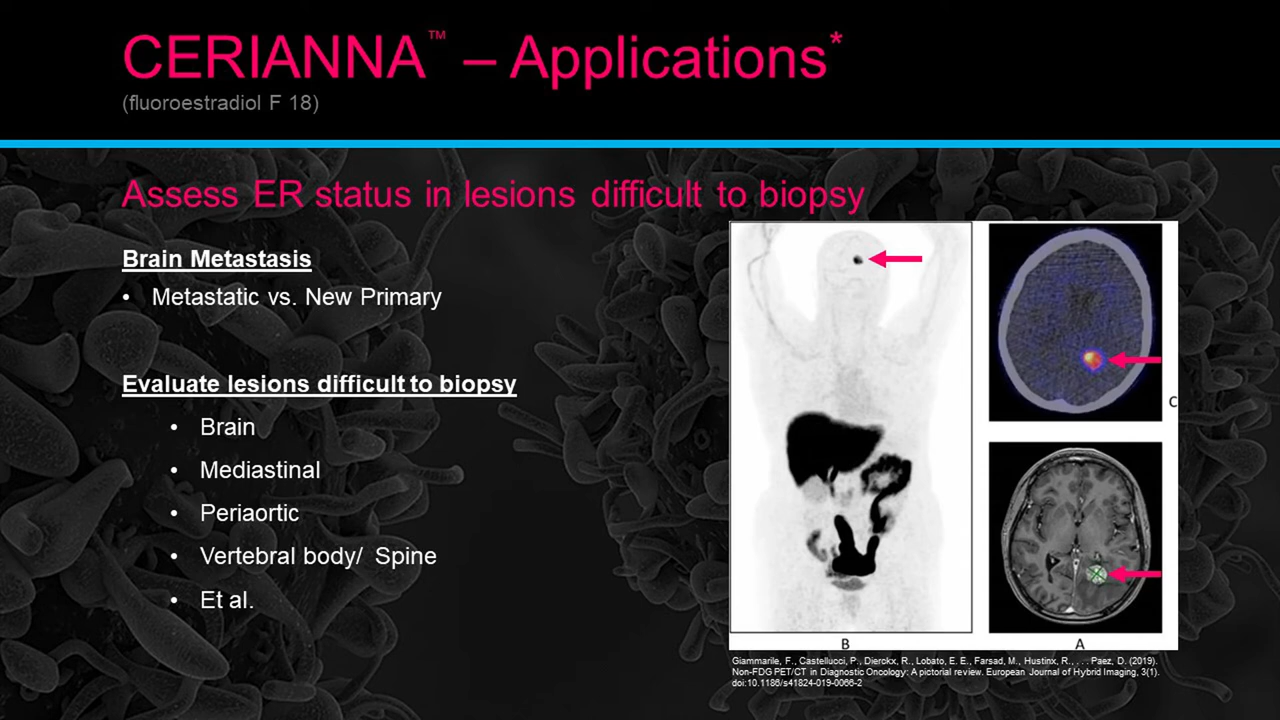 CERIANNA™ – Applications*
(fluoroestradiol F 18)
Assess ER status in lesions difficult to biopsy
Brain Metastasis
• Metastatic vs. New Primary
Evaluate lesions difficult to biopsy
• Brain
• Mediastinal
• Periaortic
• Vertebral body/ Spine
• Et al.
C
B
A
Giammarile, F., Castellucci, P., Dierckx, R., Lobato, E. E., Farsad, M., Hustinx, R., . . . Paez, D. (2019).
Non-FDG PET/CT in Diagnostic Oncology: A pictorial review. European Journal of Hybrid Imaging, 3(1).
doi:10.1186/s41824-019-0066-2